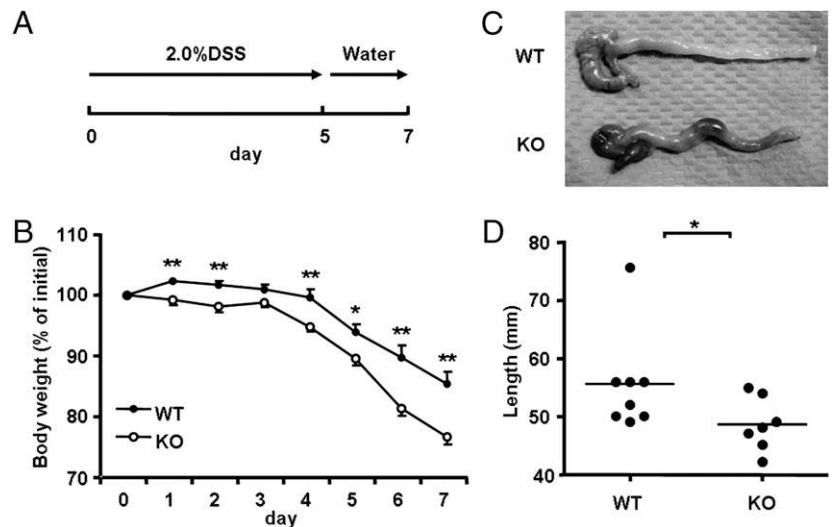 A
2.0%DSS Water
0 5 7
day
B
110
100
90
80
70
Body weight (% of initial)
** ** ** * ** **
WT
KO
0 1 2 3 4 5 6 7
day
C
WT
KO
D
*
80
70
60
50
40
Length (mm)
WT KO